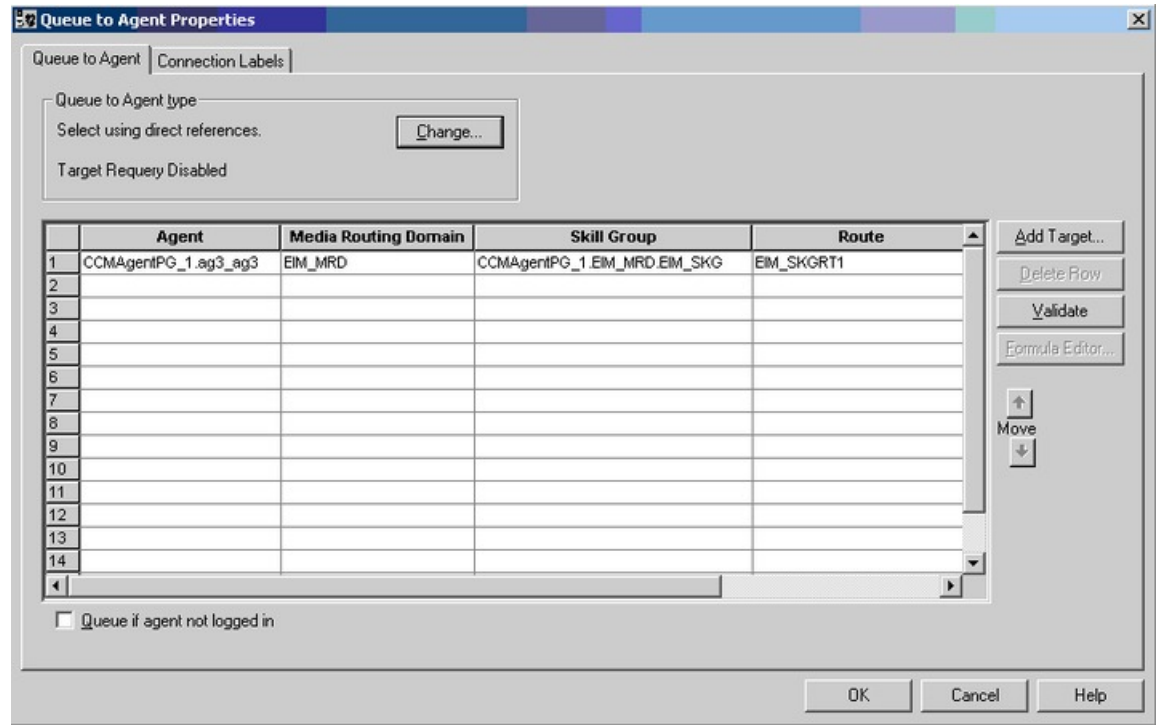 Queue to Agent Properties
Queue to Agent
Connection Labels
Queue to Agent type
Select using direct references.
Change...
Target Requery Disabled
Agent Media Routing Domain Skill Group Route
1 CCMAgentPG_1.ag3_ag3 EIM_MRD CCMAgentPG_1.EIM_MRD.EIM_SKG EIM_SKGRT1
2
3
4
5
6
7
8
9
10
11
12
13
14
Add Target...
Delete Row
Validate
Formula Editor...
Move
Queue if agent not logged in
OK Cancel Help